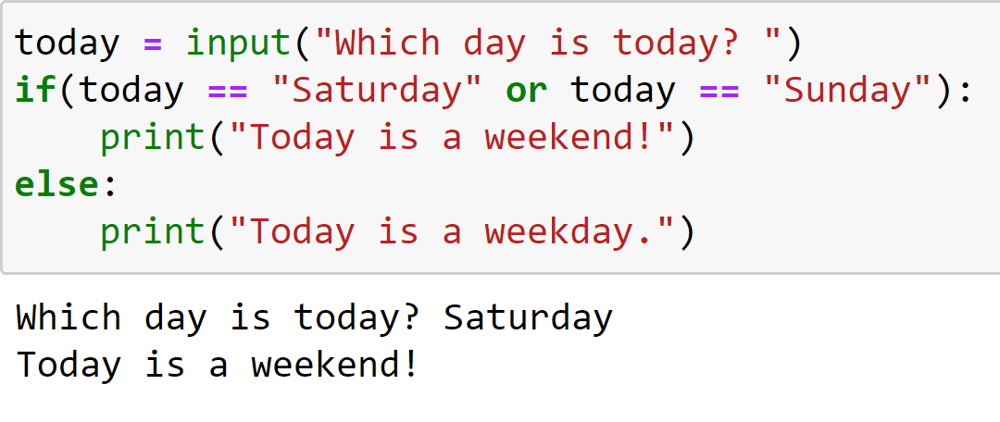 today = input("Which day is today? ")
if(today == "Saturday" or today == "Sunday"):
    print("Today is a weekend!")
else:
    print("Today is a weekday.")
Which day is today? Saturday
Today is a weekend!